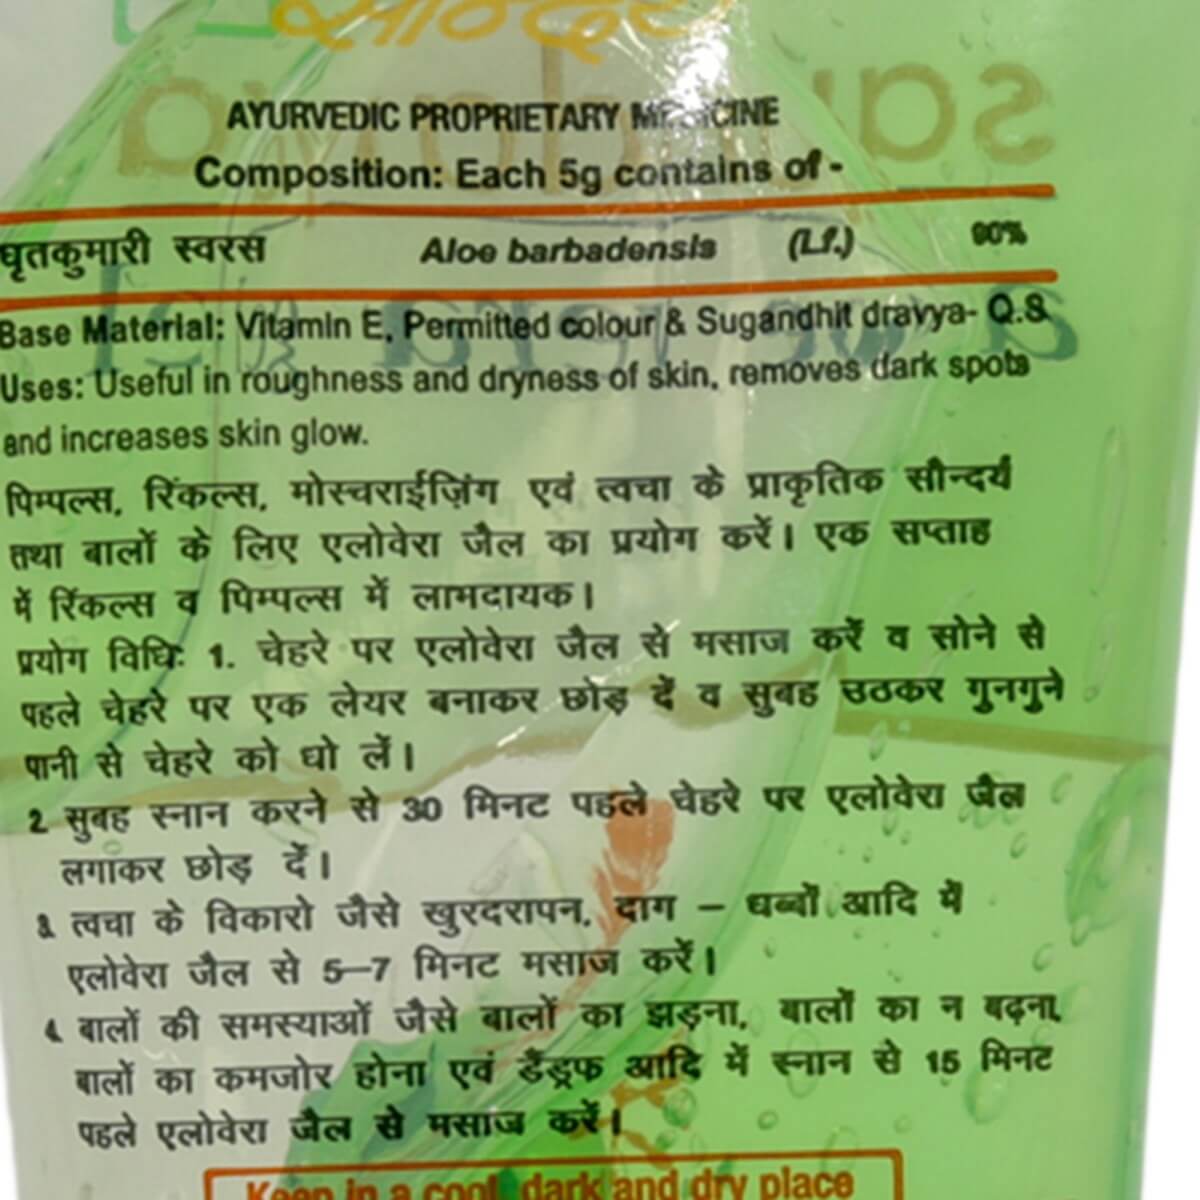 सौन्दर्य
AYURVEDIC PROPRIETARY MEDICINE
Composition: Each 5g contains of -
घृतकुमारी स्वरस Aloe barbadensis (Lf.) 90%
Base Material: Vitamin E, Permitted colour & Sugandhit dravya- Q.S
Uses: Useful in roughness and dryness of skin, removes dark spots
and increases skin glow.
पिम्पल्स, रिंकल्स, मोस्चराईज़िंग एवं त्वचा के प्राकृतिक सौन्दर्य
तथा बालों के लिए एलोवेरा जैल का प्रयोग करें। एक सप्ताह
में रिंकल्स व पिम्पल्स में लाभदायक।
प्रयोग विधिः 1. चेहरे पर एलोवेरा जैल से मसाज करें व सोने से
पहले चेहरे पर एक लेयर बनाकर छोड़ दें व सुबह उठकर गुनगुने
पानी से चेहरे को धो लें।
2. सुबह स्नान करने से 30 मिनट पहले चेहरे पर एलोवेरा जैल
लगाकर छोड़ दें।
3. त्वचा के विकारो जैसे खुरदरापन, दाग – धब्बों आदि में
एलोवेरा जैल से 5–7 मिनट मसाज करें।
4. बालों की समस्याओं जैसे बालों का झड़ना, बालों का न बढ़ना,
बालों का कमजोर होना एवं डैंड्रफ आदि में स्नान से 15 मिनट
पहले एलोवेरा जैल से मसाज करें।
Keep in a cool, dark and dry place